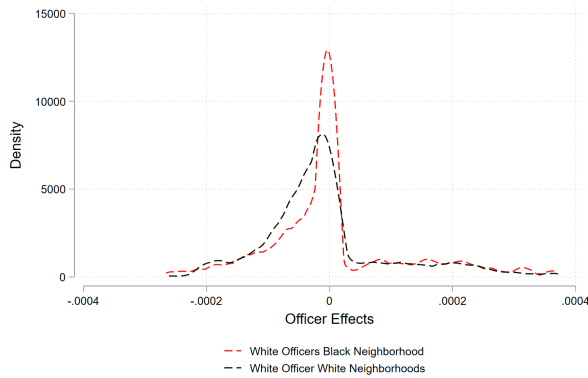 15000
10000
5000
0
Density
-.0004
-.0002
0
.0002
.0004
Officer Effects
White Officers Black Neighborhood
White Officer White Neighborhoods